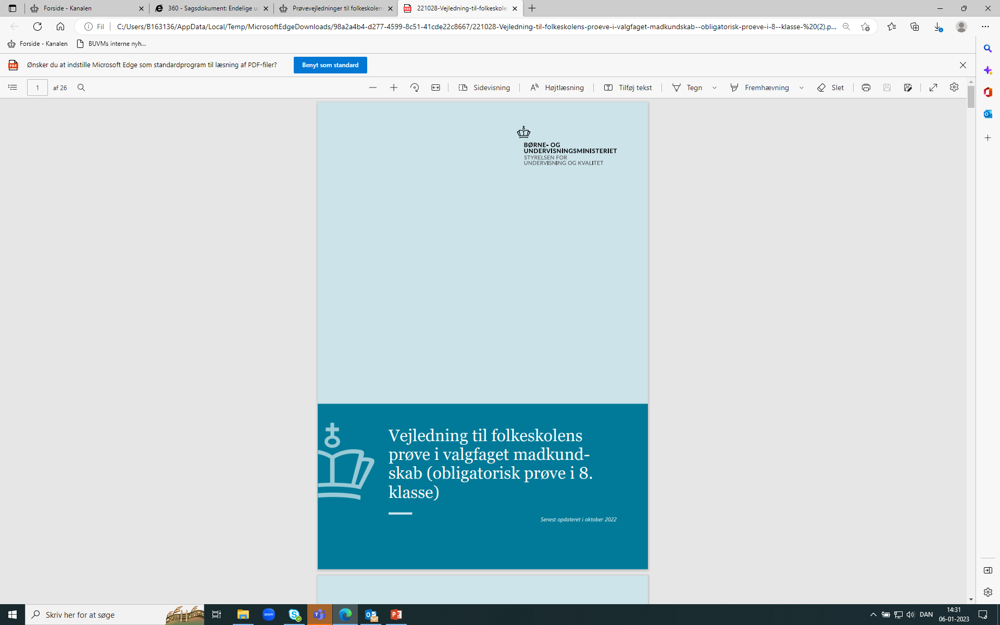 Forside - Kanalen
360 - Sagsdokument: Endelige u
Prøvevejledninger til folkeskolen
221028-Vejledning-til-folkeskole
Fil
C:/Users/B163136/AppData/Local/Temp/MicrosoftEdgeDownloads/98a2a4b4-d277-4599-8c51-41cde22c8667/221028-Vejledning-til-folkeskolens-proeve-i-valgfaget-madkundskab--obligatorisk-proeve-i-8--klasse-%20(2).p...
Forside - Kanalen
BUVMs interne nyh...
PDF
Ønsker du at indstille Microsoft Edge som standardprogram til læsning af PDF-filer?
Benyt som standard
1
af 26
Sidevisning
Højtlæsning
Tilføj tekst
Tegn
Fremhævning
Slet
BØRNE- OG
UNDERVISNINGSMINISTERIET
STYRELSEN FOR
UNDERVISNING OG KVALITET
Vejledning til folkeskolens
prøve i valgfaget madkund-
skab (obligatorisk prøve i 8.
klasse)
Senest opdateret i oktober 2022
Skriv her for at søge
zoom
DAN
14:31
06-01-2023